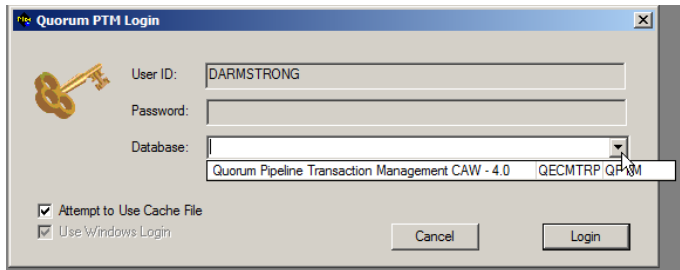 Quorum PTM Login
User ID: DARMSTRONG
Password:
Database:
Quorum Pipeline Transaction Management CAW - 4.0 QECMTRP
Attempt to Use Cache File
Use Windows Login
Cancel Login